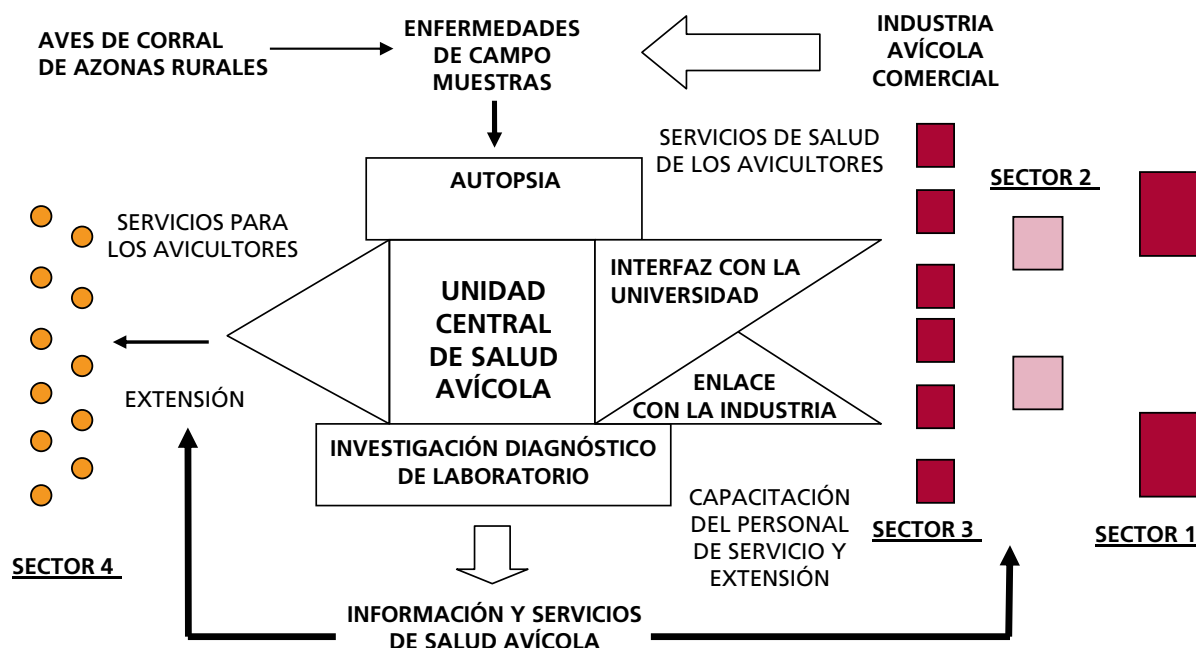 AVES DE CORRAL
DE AZONAS RURALES
ENFERMEDADES
DE CAMPO
MUESTRAS
INDUSTRIA
AVÍCOLA
COMERCIAL
SERVICIOS DE SALUD
DE LOS AVICULTORES
AUTOPSIA
SECTOR 2
SERVICIOS PARA
LOS AVICULTORES
UNIDAD
CENTRAL
DE SALUD
AVÍCOLA
INTERFAZ CON LA
UNIVERSIDAD
ENLACE
CON LA INDUSTRIA
EXTENSIÓN
INVESTIGACIÓN DIAGNÓSTICO
DE LABORATORIO
CAPACITACIÓN
DEL PERSONAL
DE SERVICIO Y
EXTENSIÓN
SECTOR 3
SECTOR 1
SECTOR 4
INFORMACIÓN Y SERVICIOS
DE SALUD AVÍCOLA